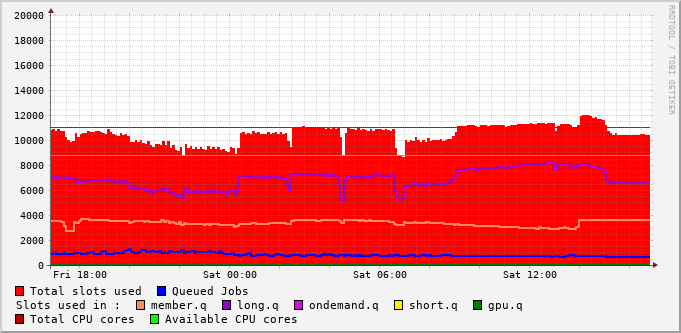 RRDTOOL / TOBI OETIKER
20000
18000
16000
14000
12000
10000
8000
6000
4000
2000
0
Fri 18:00 Sat 00:00 Sat 06:00 Sat 12:00
Total slots used Queued Jobs
Slots used in : member.q long.q ondemand.q short.q gpu.q
Total CPU cores Available CPU cores